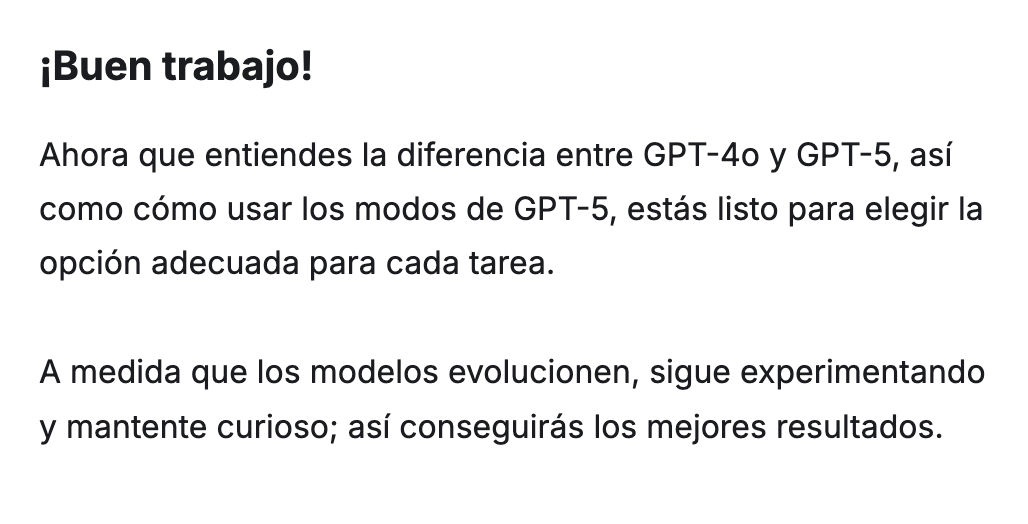 ¡Buen trabajo!
Ahora que entiendes la diferencia entre GPT-4o y GPT-5, así
como cómo usar los modos de GPT-5, estás listo para elegir la
opción adecuada para cada tarea.
A medida que los modelos evolucionen, sigue experimentando
y mantente curioso; así conseguirás los mejores resultados.